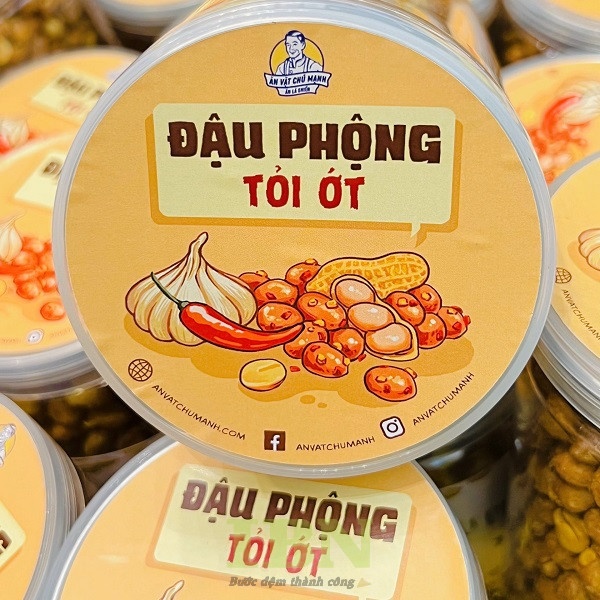 ĂN VẶT CHÚ MẠNH
ĂN LÀ GHIỀN
ĐẬU PHỘNG
TỎI ỚT
ANVATCHUMANH.COM
ANVATCHUMANH
ANVATCHUMANH
ĐẬU PHỘNG
TỎI ỚT
Bước đệm thành công
ANVATCHUMANH